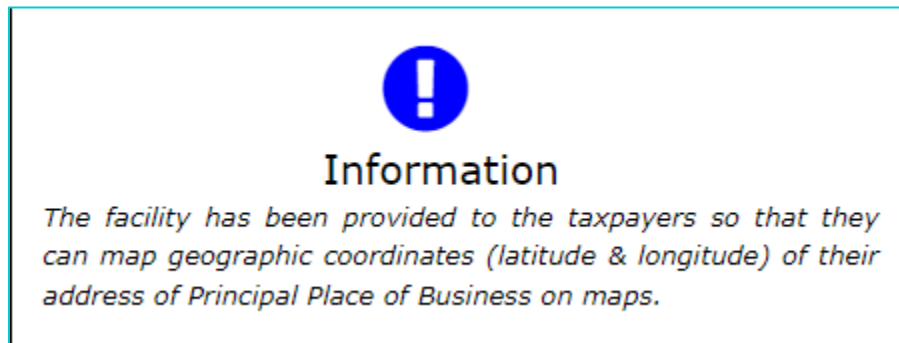 Information
The facility has been provided to the taxpayers so that they
can map geographic coordinates (latitude & longitude) of their
address of Principal Place of Business on maps.